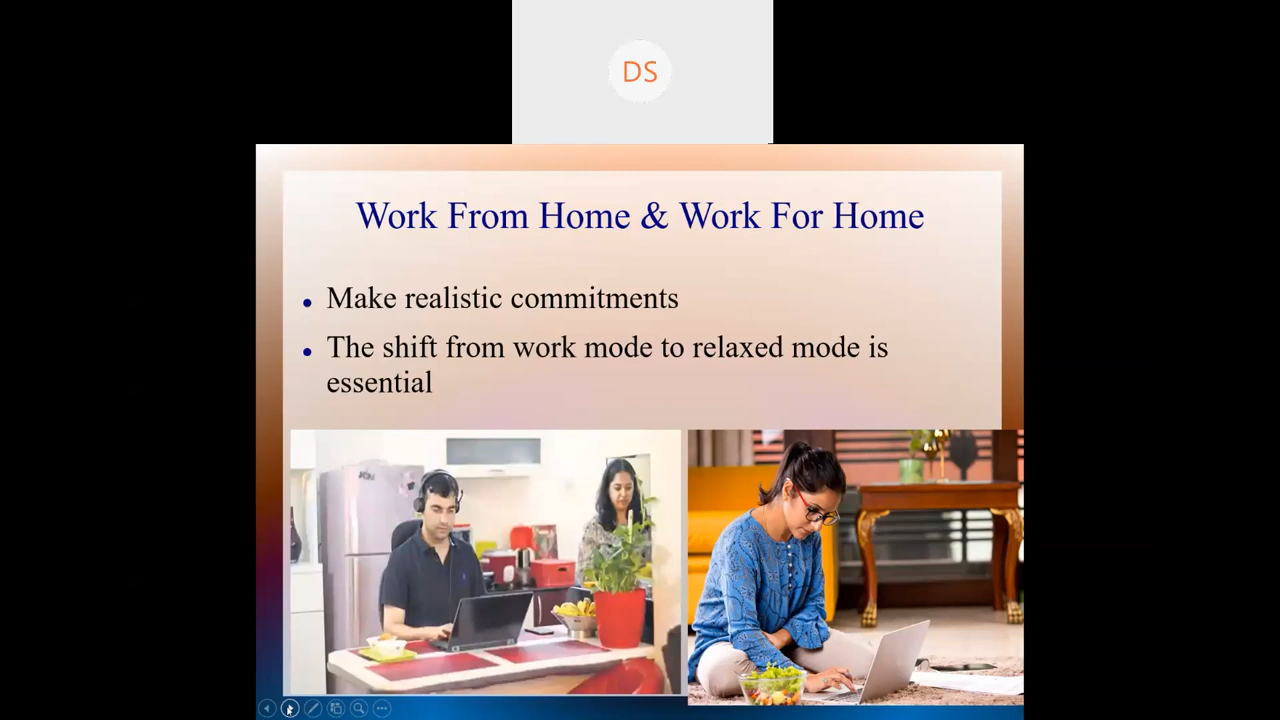 DS
Work From Home & Work For Home
Make realistic commitments
The shift from work mode to relaxed mode is
essential